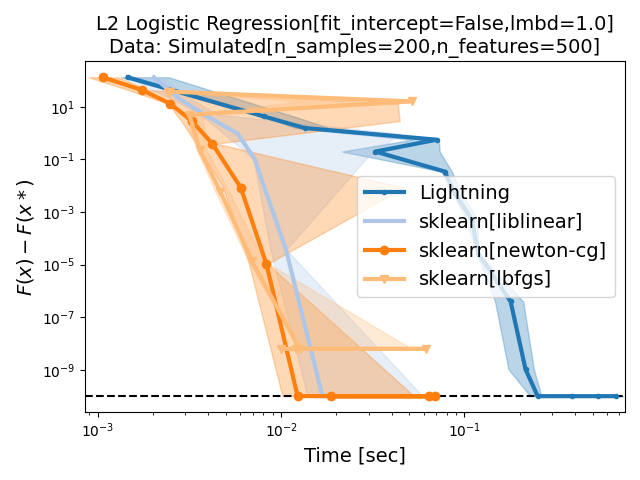 L2 Logistic Regression[fit_intercept=False,lmbd=1.0]
Data: Simulated[n_samples=200,n_features=500]
F(x) − F(x*)
10¹
10⁻¹
10⁻³
10⁻⁵
10⁻⁷
10⁻⁹
Lightning
sklearn[liblinear]
sklearn[newton-cg]
sklearn[lbfgs]
10⁻³
10⁻²
10⁻¹
Time [sec]